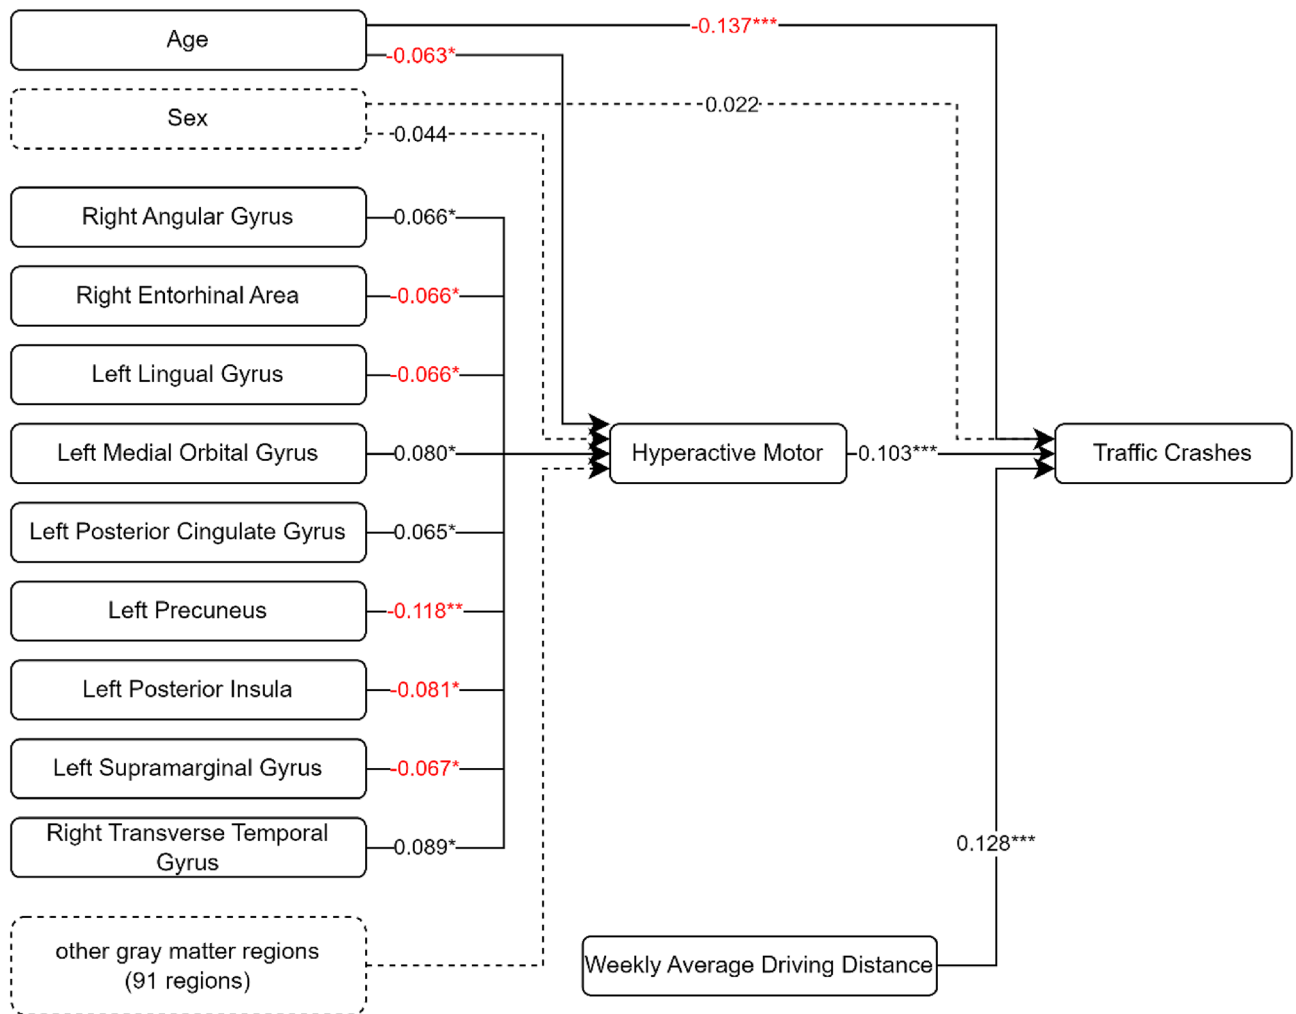 Age
-0.137***
-0.063*
Sex
0.022
0.044
Right Angular Gyrus
0.066*
Right Entorhinal Area
-0.066*
Left Lingual Gyrus
-0.066*
Left Medial Orbital Gyrus
0.080*
Hyperactive Motor
0.103***
Traffic Crashes
Left Posterior Cingulate Gyrus
0.065*
Left Precuneus
-0.118**
Left Posterior Insula
-0.081*
Left Supramarginal Gyrus
-0.067*
Right Transverse Temporal
Gyrus
0.089*
0.128***
other gray matter regions
(91 regions)
Weekly Average Driving Distance